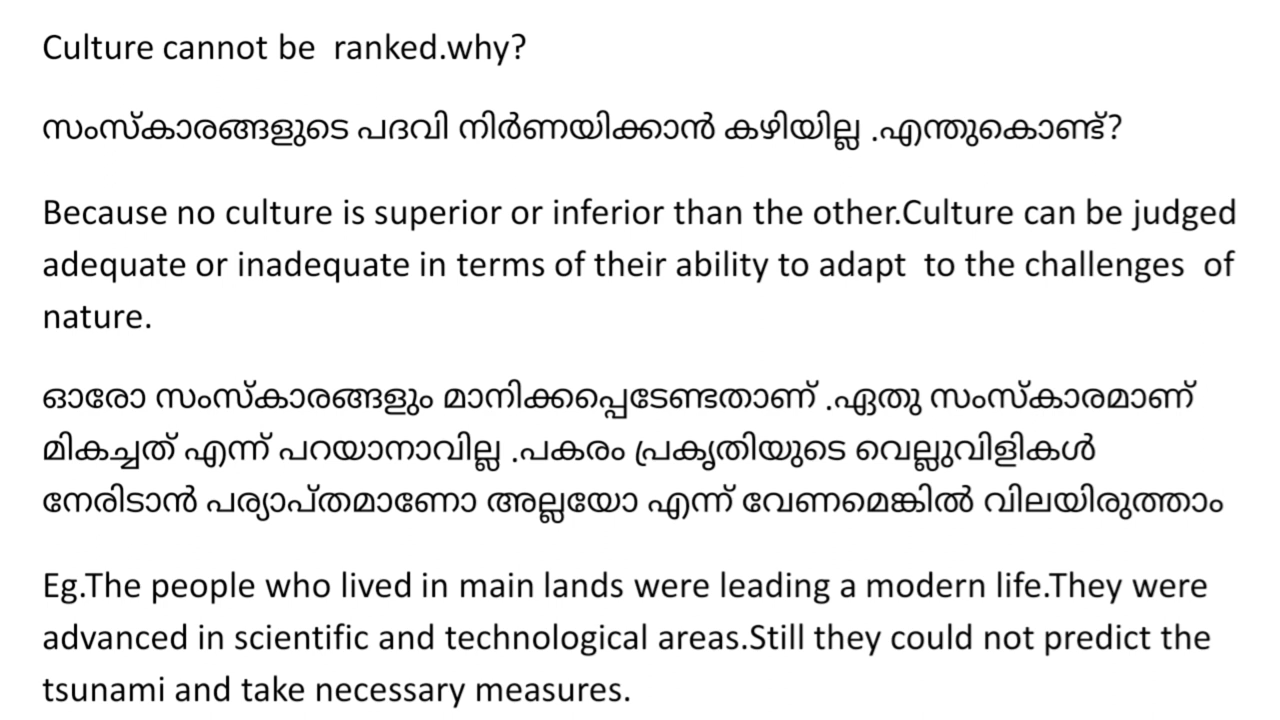 Culture cannot be  ranked.why?
സംസ്കാരങ്ങളുടെ പദവി നിർണയിക്കാൻ കഴിയില്ല .എന്തുകൊണ്ട്?
Because no culture is superior or inferior than the other.Culture can be judged
adequate or inadequate in terms of their ability to adapt  to the challenges  of
nature.
ഓരോ സംസ്കാരങ്ങളും മാനിക്കപ്പെടേണ്ടതാണ് .ഏതു സംസ്കാരമാണ്
മികച്ചത് എന്ന് പറയാനാവില്ല .പകരം പ്രകൃതിയുടെ വെല്ലുവിളികൾ
നേരിടാൻ പര്യാപ്തമാണോ അല്ലയോ എന്ന് വേണമെങ്കിൽ വിലയിരുത്താം
Eg.The people who lived in main lands were leading a modern life.They were
advanced in scientific and technological areas.Still they could not predict the
tsunami and take necessary measures.